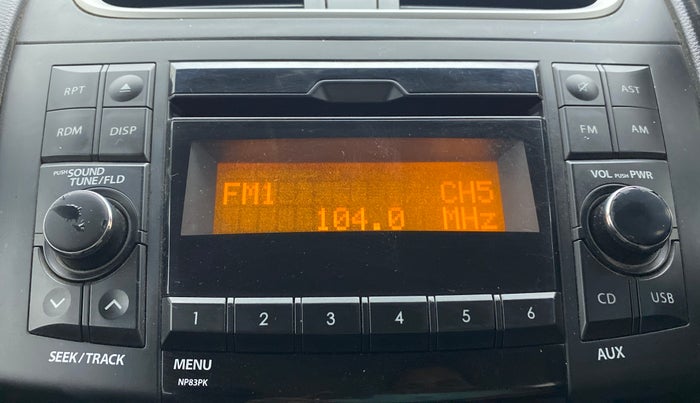 RPT
RDM DISP
PUSH SOUND
TUNE/FLD
SEEK/TRACK
FM1 CH5
104.0 MHz
1 2 3 4 5 6
MENU
NP83PK
AST
FM AM
VOL PUSH PWR
CD USB
AUX